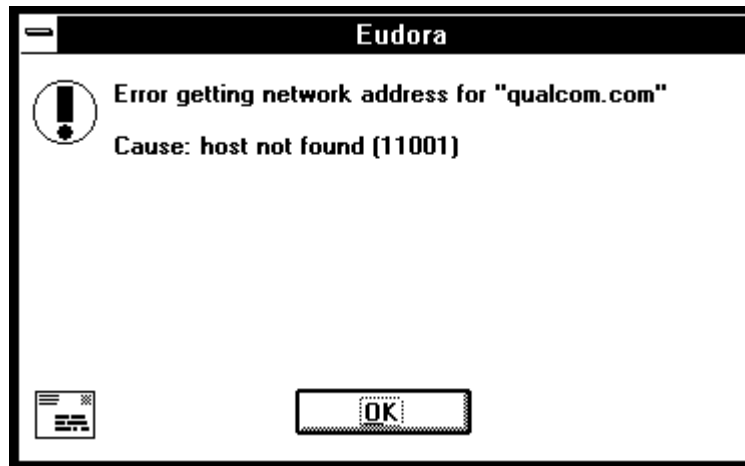 Eudora
Error getting network address for "qualcom.com"
Cause: host not found (11001)
OK